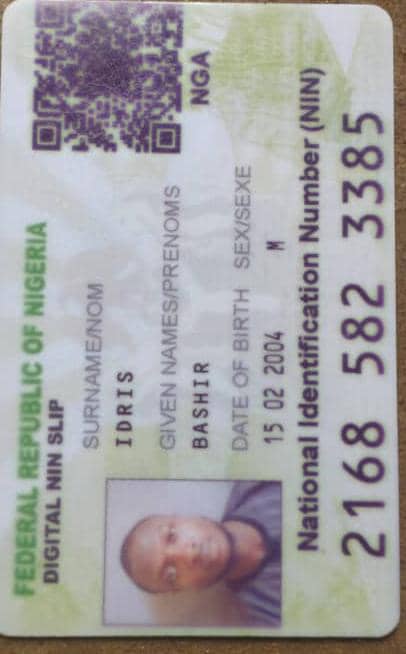 FEDERAL REPUBLIC OF NIGERIA
DIGITAL NIN SLIP
NGA
SURNAME/NOM
IDRIS
GIVEN NAMES/PRENOMS
BASHIR
DATE OF BIRTH SEX/SEXE
15 02 2004 M
National Identification Number (NIN)
2168 582 3385